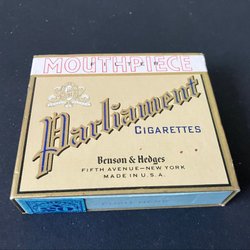 MOUTHPIECE
Parliament
CIGARETTES
Benson & Hedges
FIFTH AVENUE—NEW YORK
MADE IN U.S.A.